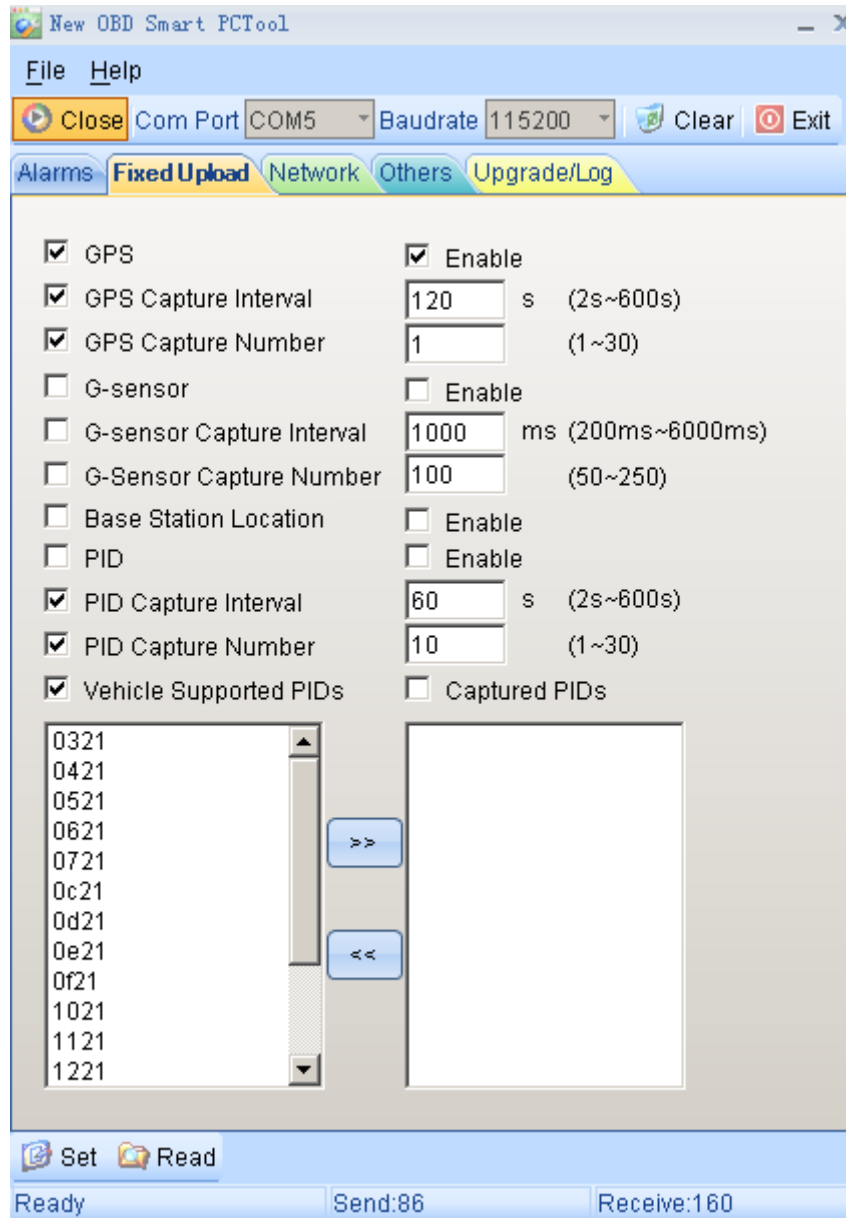 New OBD Smart PCTool
File Help
Close Com Port COM5 Baudrate 115200 Clear Exit
Alarms Fixed Upload Network Others Upgrade/Log
GPS Enable
GPS Capture Interval 120 s (2s~600s)
GPS Capture Number 1 (1~30)
G-sensor Enable
G-sensor Capture Interval 1000 ms (200ms~6000ms)
G-Sensor Capture Number 100 (50~250)
Base Station Location Enable
PID Enable
PID Capture Interval 60 s (2s~600s)
PID Capture Number 10 (1~30)
Vehicle Supported PIDs Captured PIDs
0321
0421
0521
0621
0721
0c21
0d21
0e21
0f21
1021
1121
1221
>>
<<
Set Read
Ready Send:86 Receive:160